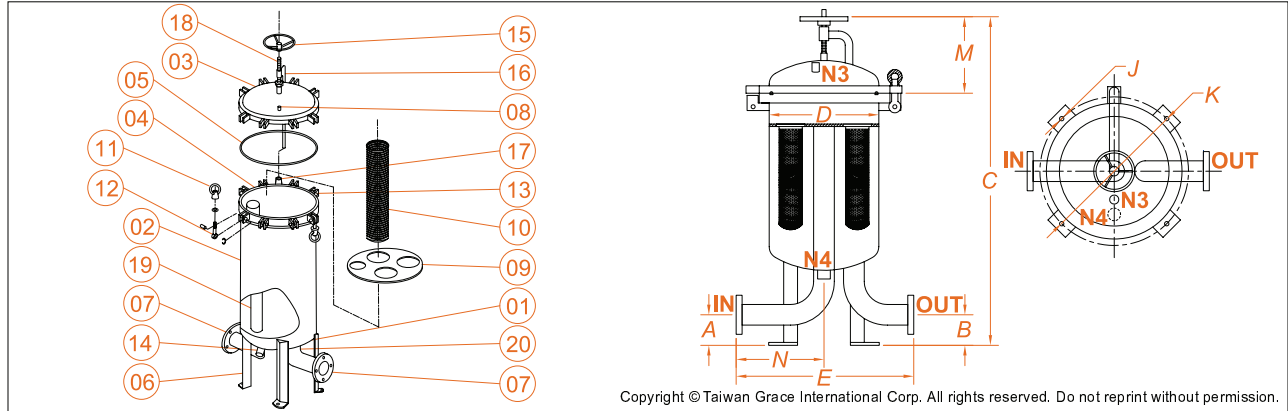 18
03
05
04
11
12
02
19
07
14
06
15
16
08
17
13
10
09
01
20
07
N3
M
D
C
N4
IN
OUT
A
B
N
E
J
K
IN
OUT
N3
N4
Copyright © Taiwan Grace International Corp. All rights reserved. Do not reprint without permission.